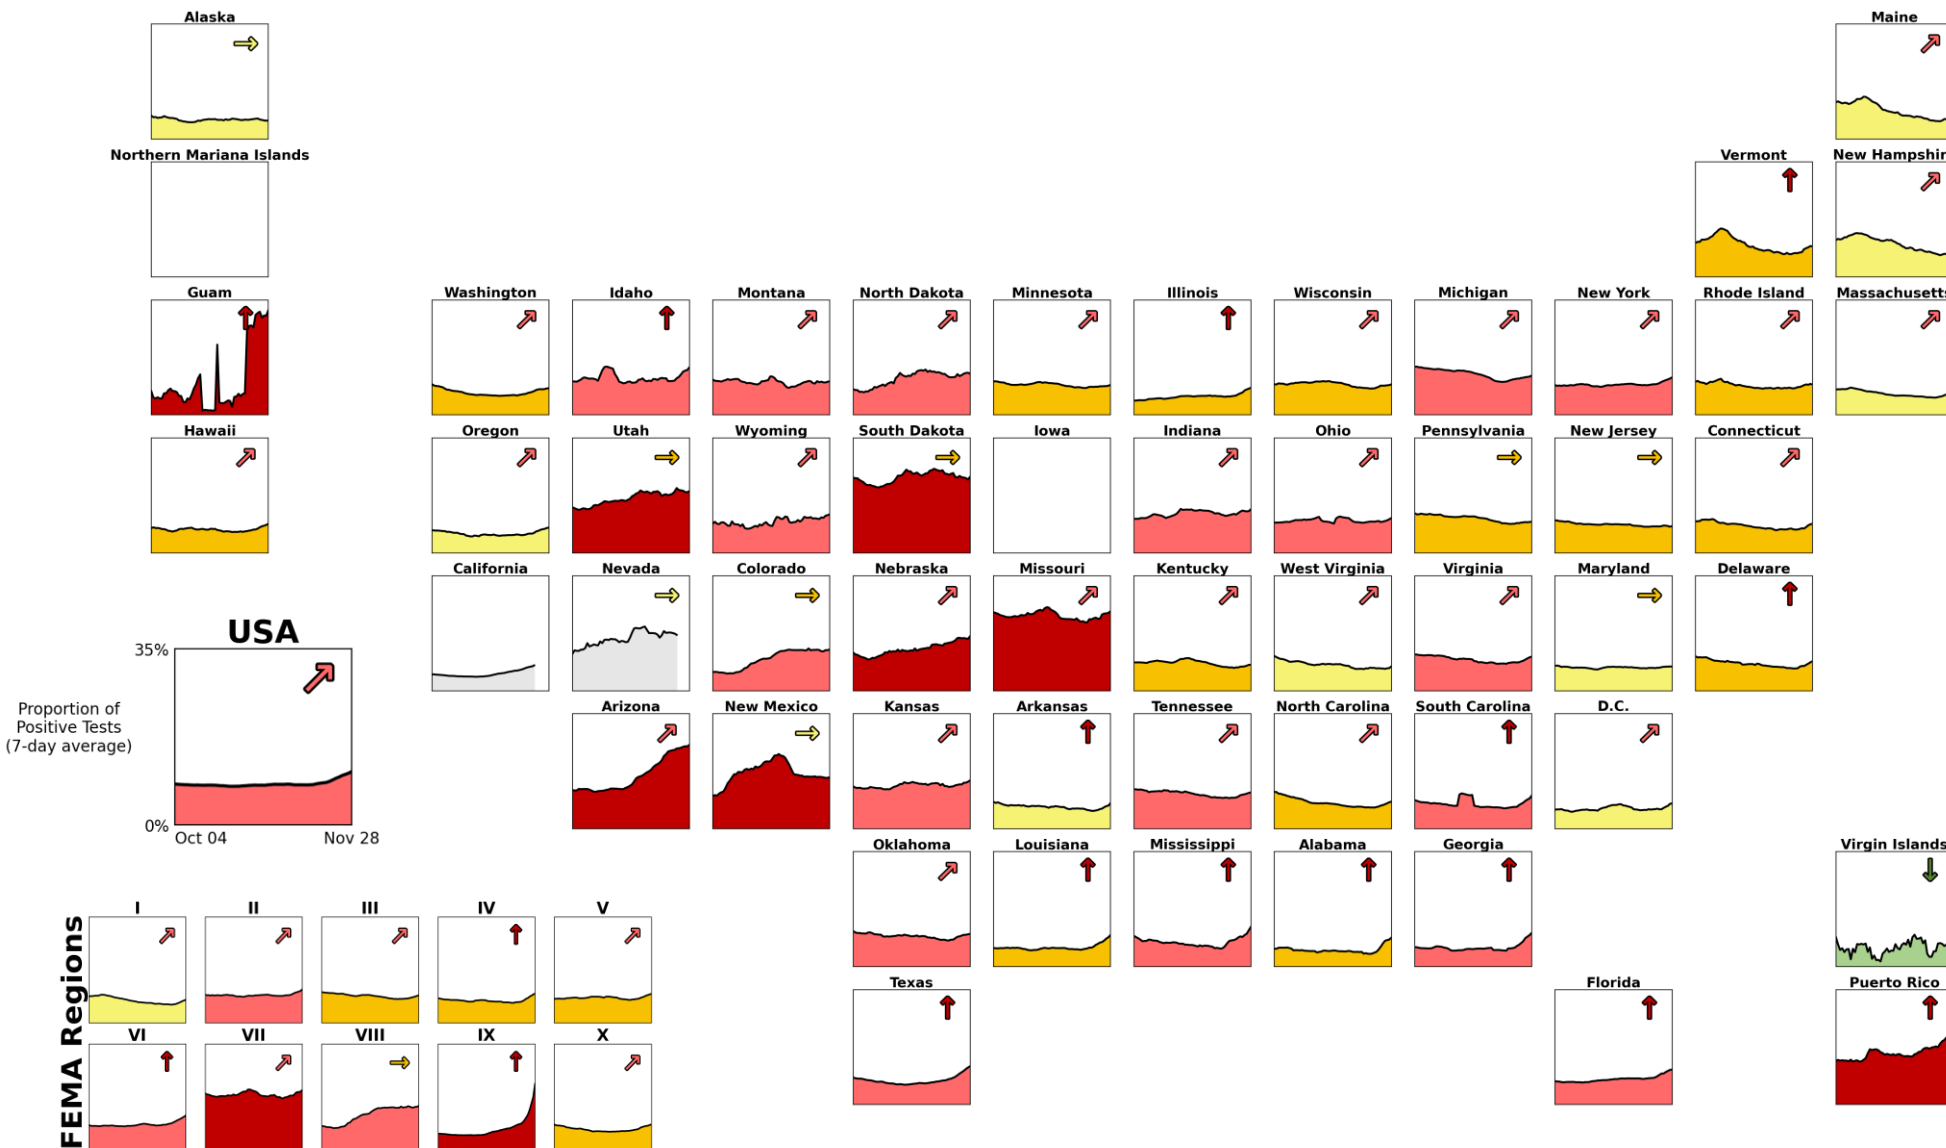 Alaska
Maine
Northern Mariana Islands
Vermont
New Hampshir
Guam
Washington
Idaho
Montana
North Dakota
Minnesota
Illinois
Wisconsin
Michigan
New York
Rhode Island
Massachusetts
Hawaii
Oregon
Utah
Wyoming
South Dakota
Iowa
Indiana
Ohio
Pennsylvania
New Jersey
Connecticut
California
Nevada
Colorado
Nebraska
Missouri
Kentucky
West Virginia
Virginia
Maryland
Delaware
USA
35%
Proportion of
Positive Tests
(7-day average)
0%
Oct 04
Nov 28
Arizona
New Mexico
Kansas
Arkansas
Tennessee
North Carolina
South Carolina
D.C.
Oklahoma
Louisiana
Mississippi
Alabama
Georgia
Virgin Islands
Texas
Florida
Puerto Rico
FEMA Regions
I
II
III
IV
V
VI
VII
VIII
IX
X